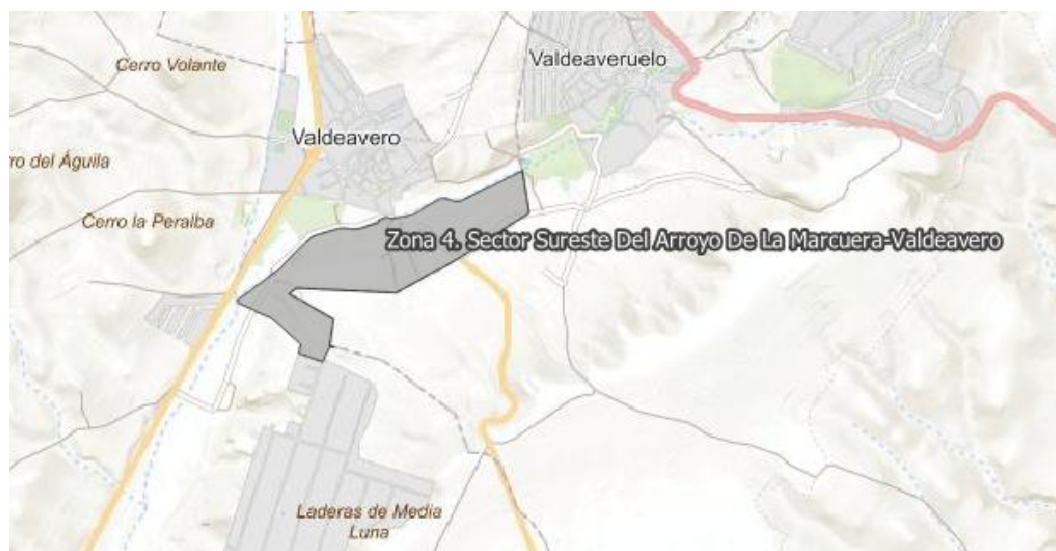 Cerro Volante
Valdeaveruelo
Valdeavero
ro del Águila
Cerro la Peralba
Zona 4. Sector Sureste Del Arroyo De La Marcuera-Valdeavero
Laderas de Media
Luna